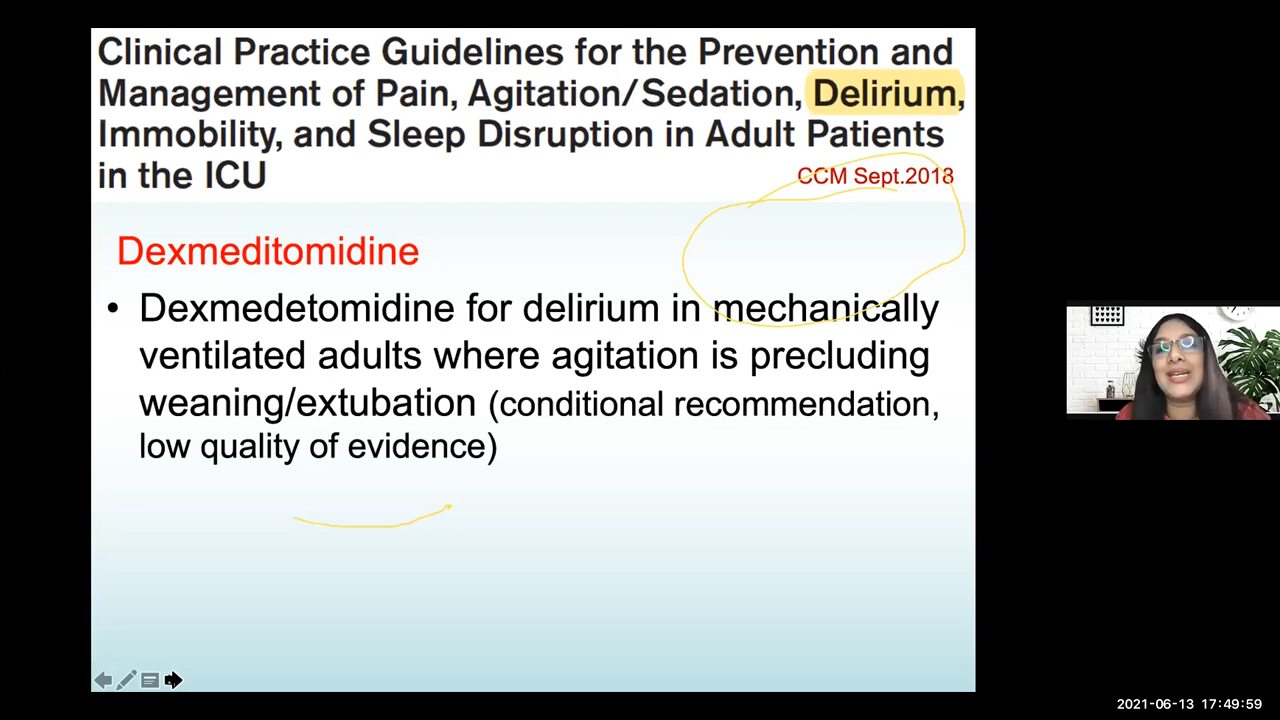 Clinical Practice Guidelines for the Prevention and
Management of Pain, Agitation/Sedation, Delirium,
Immobility, and Sleep Disruption in Adult Patients
in the ICU
CCM Sept.2018
Dexmeditomidine
• Dexmedetomidine for delirium in mechanically
ventilated adults where agitation is precluding
weaning/extubation (conditional recommendation,
low quality of evidence)
2021-06-13 17:49:59